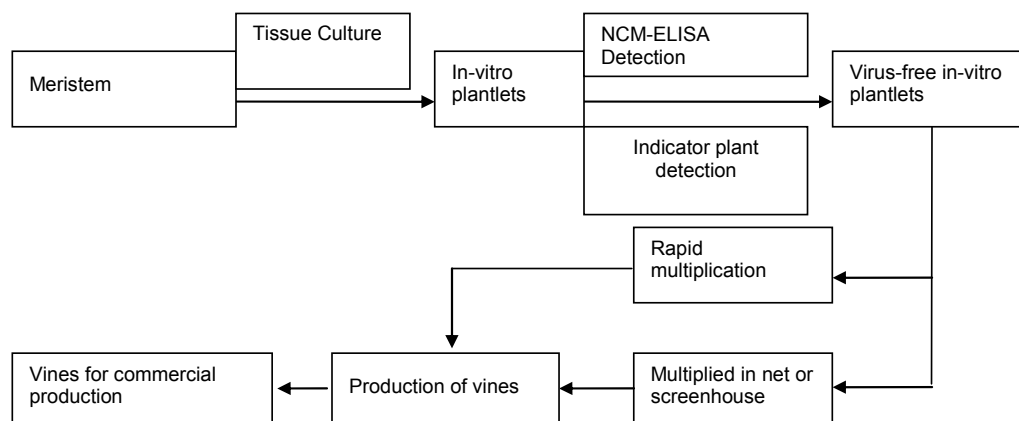 Tissue Culture
NCM-ELISA
Detection
Meristem
In-vitro
plantlets
Virus-free in-vitro
plantlets
Indicator plant
detection
Rapid
multiplication
Vines for commercial
production
Production of vines
Multiplied in net or
screenhouse